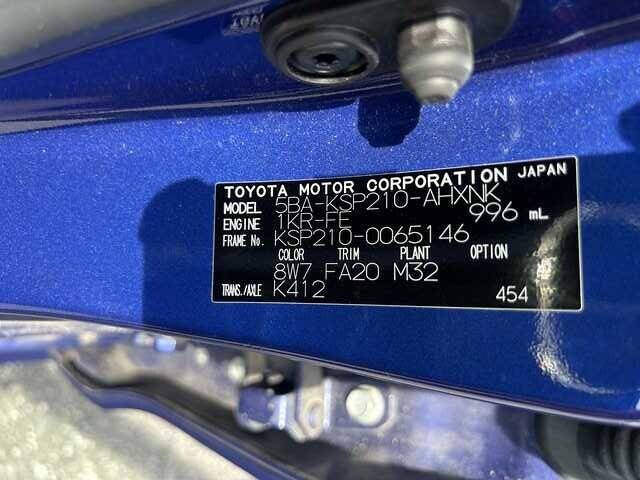 TOYOTA MOTOR CORPORATION JAPAN
MODEL 5BA-KSP210-AHXNK
ENGINE 1KR-FE 996 mL
FRAME No. KSP210-0065146
COLOR TRIM PLANT OPTION
8W7 FA20 M32
TRANS./AXLE K412 454